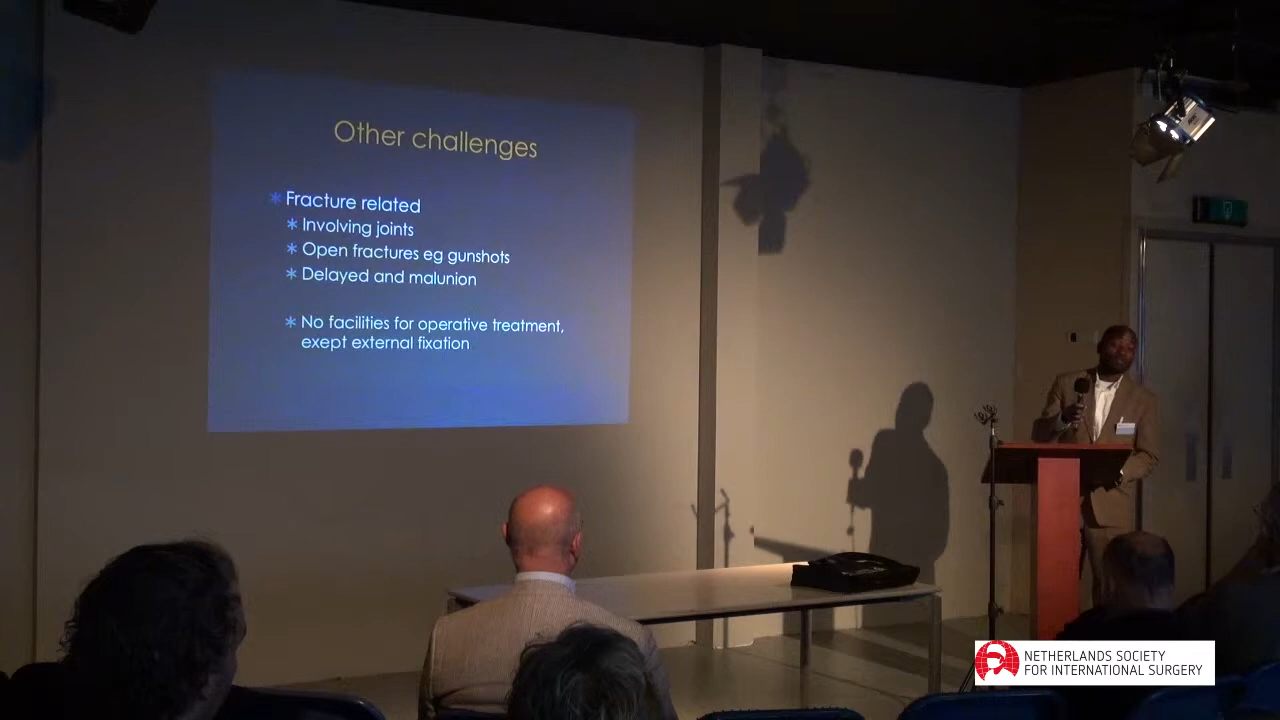 Other challenges
* Fracture related
* Involving joints
* Open fractures eg gunshots
* Delayed and malunion
* No facilities for operative treatment,
exept external fixation
NETHERLANDS SOCIETY
FOR INTERNATIONAL SURGERY